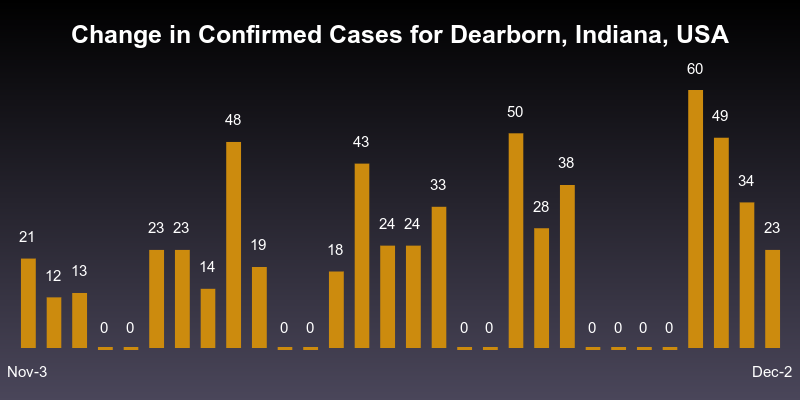 Change in Confirmed Cases for Dearborn, Indiana, USA
21 12 13 0 0 23 23 14 48 19 0 0 18 43 24 24 33 0 0 50 28 38 0 0 0 0 60 49 34 23
Nov-3 Dec-2